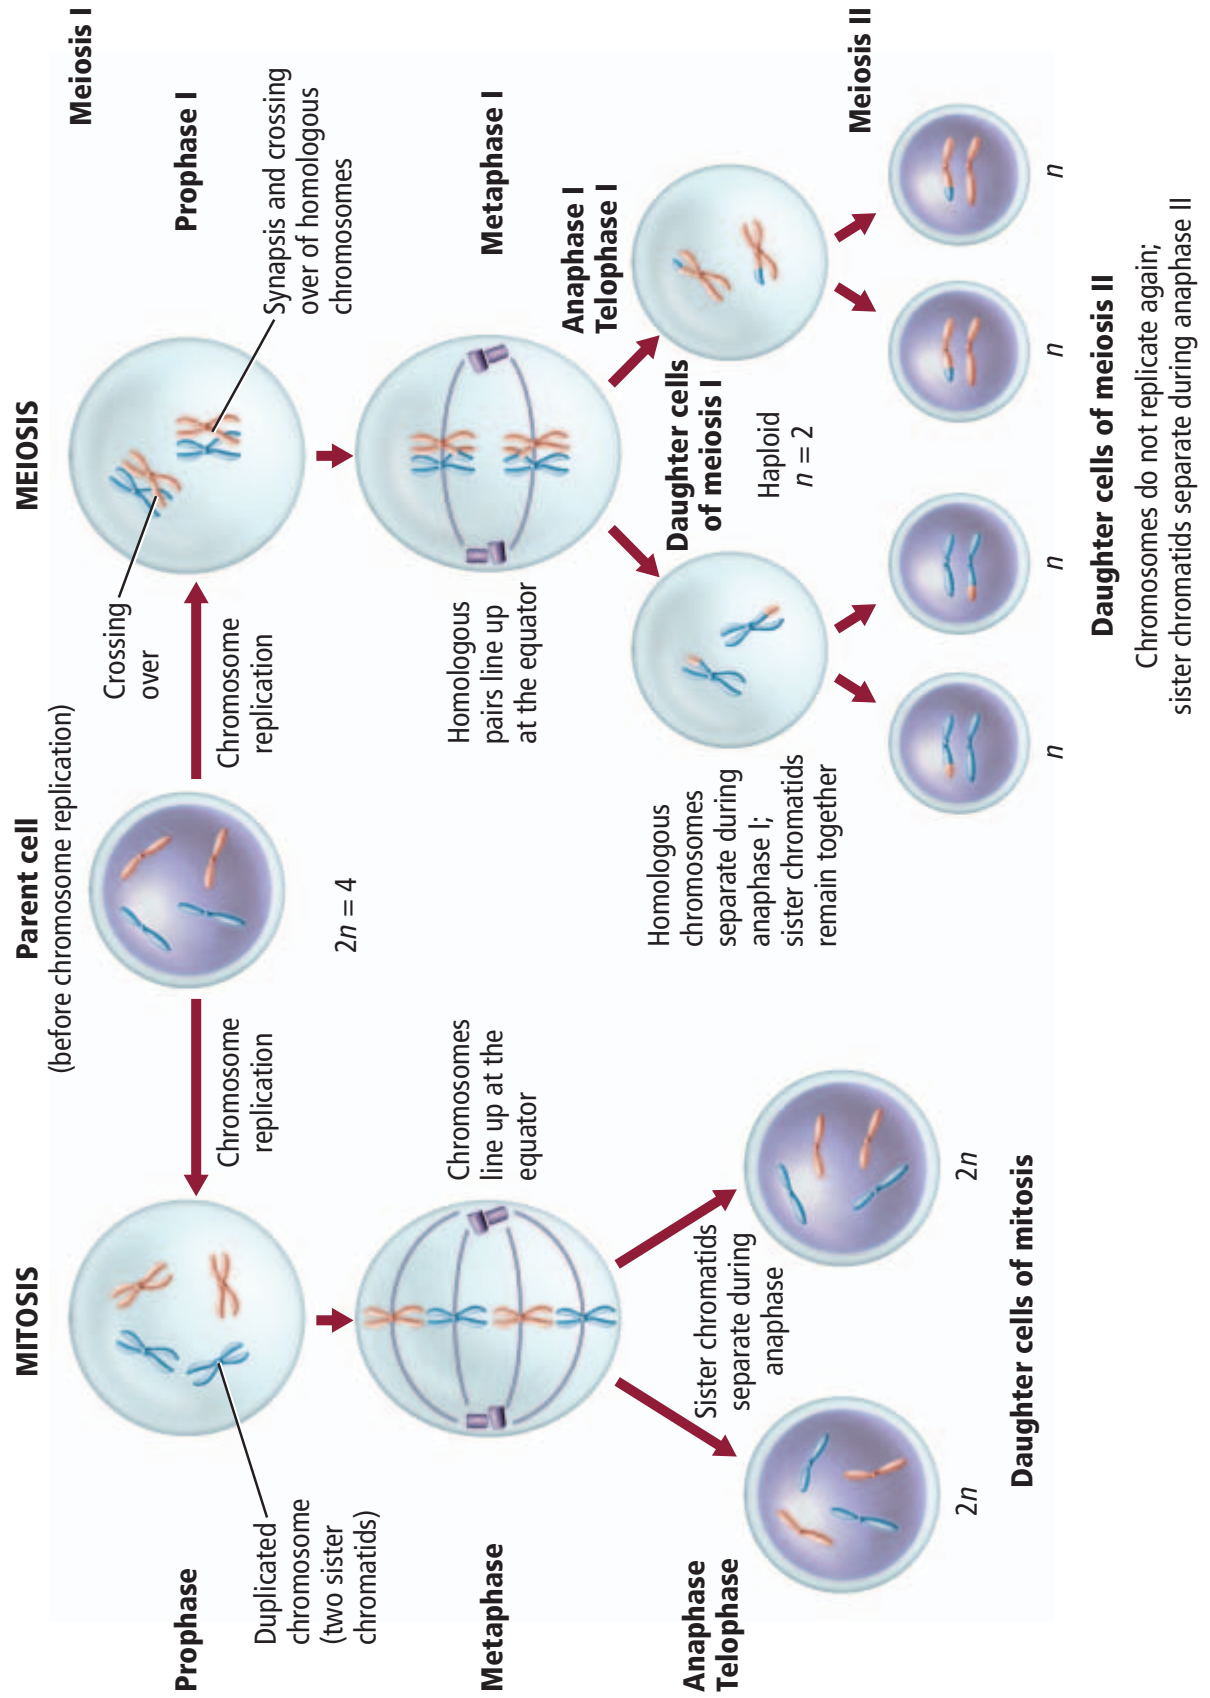 MITOSIS
Parent cell
(before chromosome replication)
MEIOSIS
Meiosis I
Prophase
Duplicated
chromosome
(two sister
chromatids)
Chromosome
replication
2n = 4
Chromosome
replication
Crossing
over
Prophase I
Synapsis and crossing
over of homologous
chromosomes
Metaphase
Chromosomes
line up at the
equator
Homologous
pairs line up
at the equator
Metaphase I
Anaphase
Telophase
Sister chromatids
separate during
anaphase
Homologous
chromosomes
separate during
anaphase I;
sister chromatids
remain together
Daughter cells
of meiosis I
Haploid
n = 2
Anaphase I
Telophase I
Meiosis II
2n
2n
Daughter cells of mitosis
n
n
n
n
Daughter cells of meiosis II
Chromosomes do not replicate again;
sister chromatids separate during anaphase II